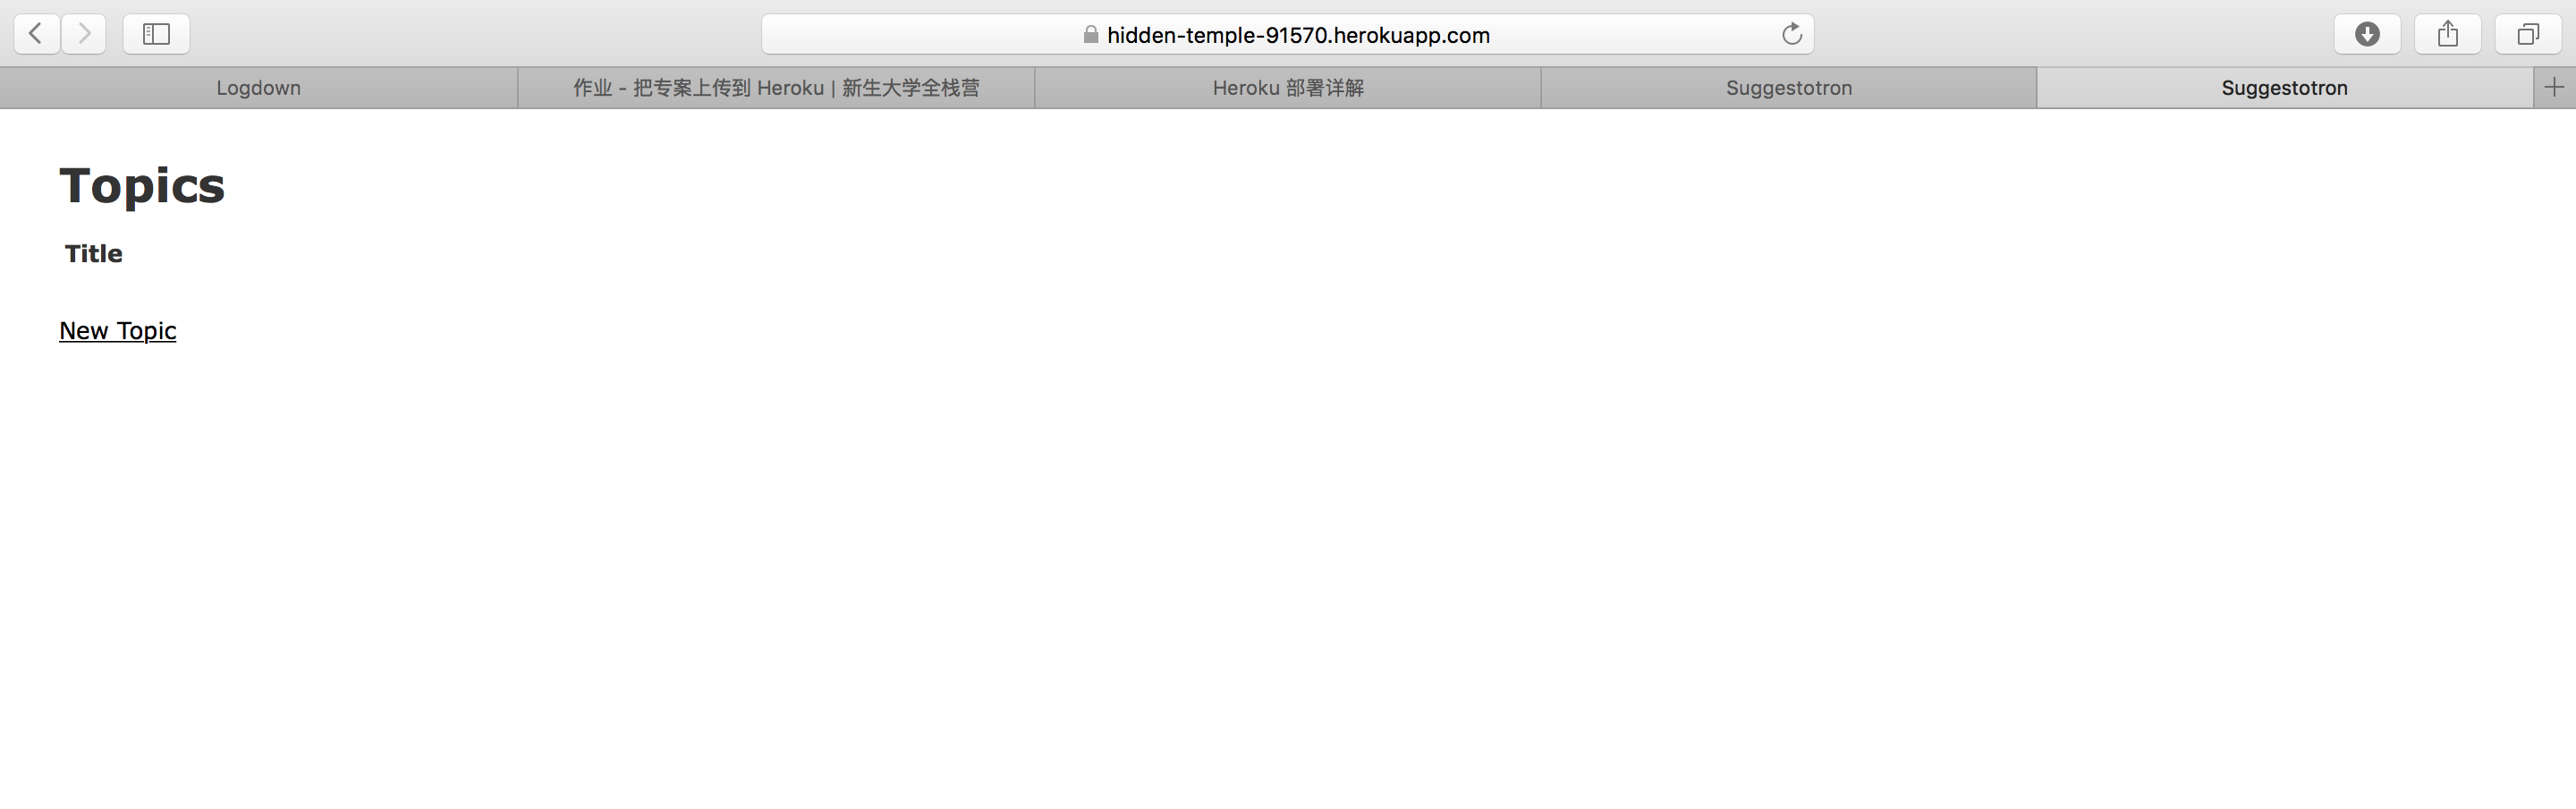 hidden-temple-91570.herokuapp.com
Logdown
作业 - 把专案上传到 Heroku | 新生大学全栈营
Heroku 部署详解
Suggestotron
Suggestotron
Topics
Title
New Topic